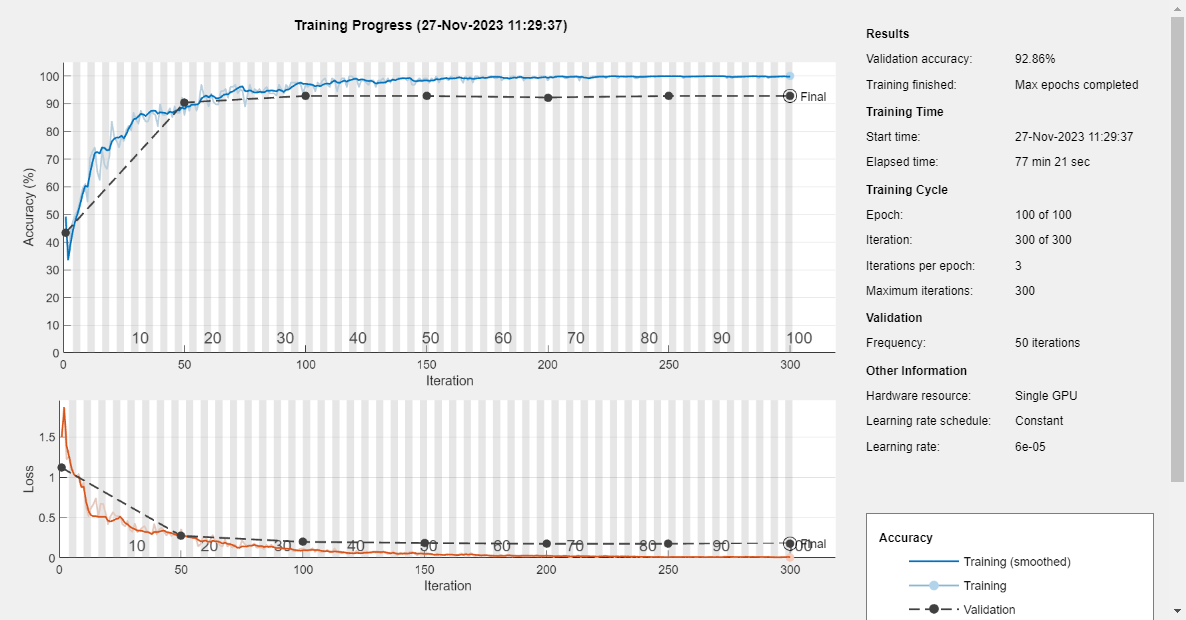 Training Progress (27-Nov-2023 11:29:37)
100
90
80
70
60
50
40
30
20
10
0
Accuracy (%)
Final
10 20 30 40 50 60 70 80 90 100
0 50 100 150 200 250 300
Iteration
1.5
1
0.5
0
Loss
Final
10 20 30 40 50 60 70 80 90 100
0 50 100 150 200 250 300
Iteration
Results
Validation accuracy: 92.86%
Training finished: Max epochs completed
Training Time
Start time: 27-Nov-2023 11:29:37
Elapsed time: 77 min 21 sec
Training Cycle
Epoch: 100 of 100
Iteration: 300 of 300
Iterations per epoch: 3
Maximum iterations: 300
Validation
Frequency: 50 iterations
Other Information
Hardware resource: Single GPU
Learning rate schedule: Constant
Learning rate: 6e-05
Accuracy
Training (smoothed)
Training
Validation